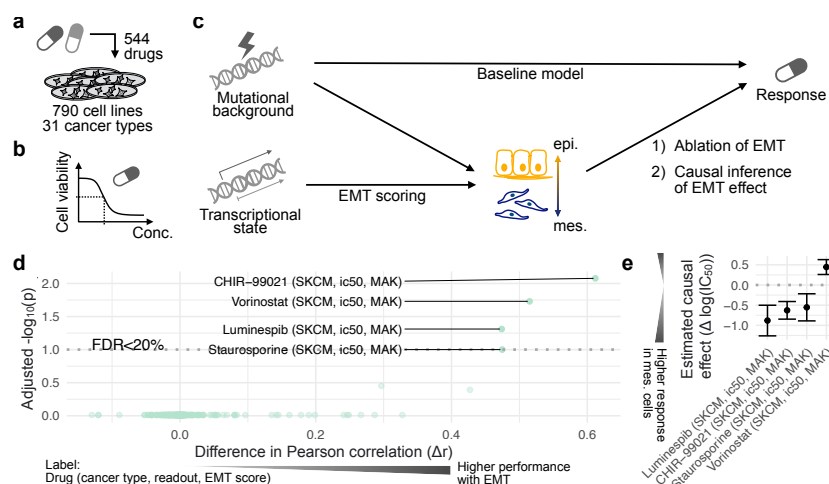 a
544
drugs
790 cell lines
31 cancer types
b
Cell viability
Conc.
c
Mutational
background
Baseline model
Response
Transcriptional
state
EMT scoring
epi.
mes.
1) Ablation of EMT
2) Causal inference
of EMT effect
d
Adjusted -log₁₀(p)
2.0
1.5
1.0
0.5
0.0
CHIR-99021 (SKCM, ic50, MAK)
Vorinostat (SKCM, ic50, MAK)
Luminespib (SKCM, ic50, MAK)
FDR<20%
Staurosporine (SKCM, ic50, MAK)
0.0
0.2
0.4
0.6
Difference in Pearson correlation (Δr)
Label:
Drug (cancer type, readout, EMT score)
Higher performance
with EMT
e
Higher response
in mes. cells
Estimated causal
effect (Δ log(IC₅₀))
0.5
0.0
−0.5
−1.0
Luminespib (SKCM, ic50, MAK)
CHIR−99021 (SKCM, ic50, MAK)
Staurosporine (SKCM, ic50, MAK)
Vorinostat (SKCM, ic50, MAK)